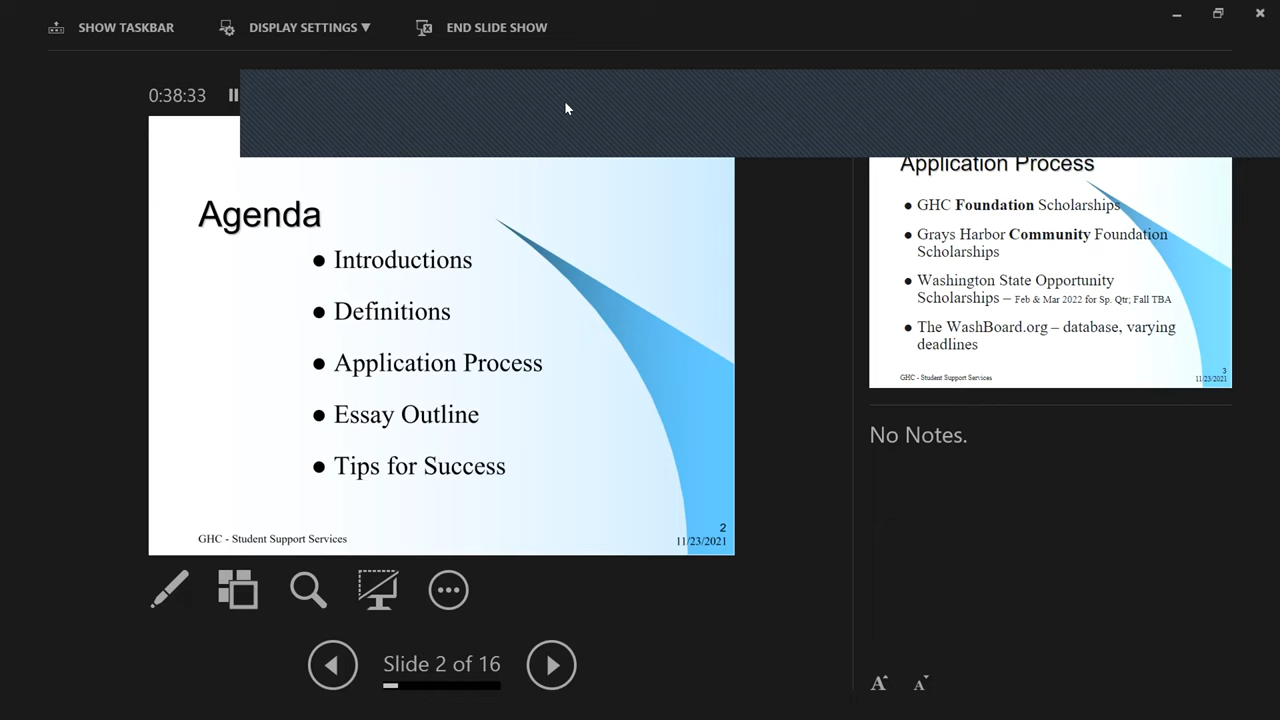 SHOW TASKBAR
DISPLAY SETTINGS ▼
END SLIDE SHOW
0:38:33
Agenda
● Introductions
● Definitions
● Application Process
● Essay Outline
● Tips for Success
GHC - Student Support Services
2
11/23/2021
Application Process
● GHC Foundation Scholarships
● Grays Harbor Community Foundation
Scholarships
● Washington State Opportunity
Scholarships – Feb & Mar 2022 for Sp. Qtr; Fall TBA
● The WashBoard.org – database, varying
deadlines
GHC - Student Support Services
3
11/23/2021
No Notes.
Slide 2 of 16
A A